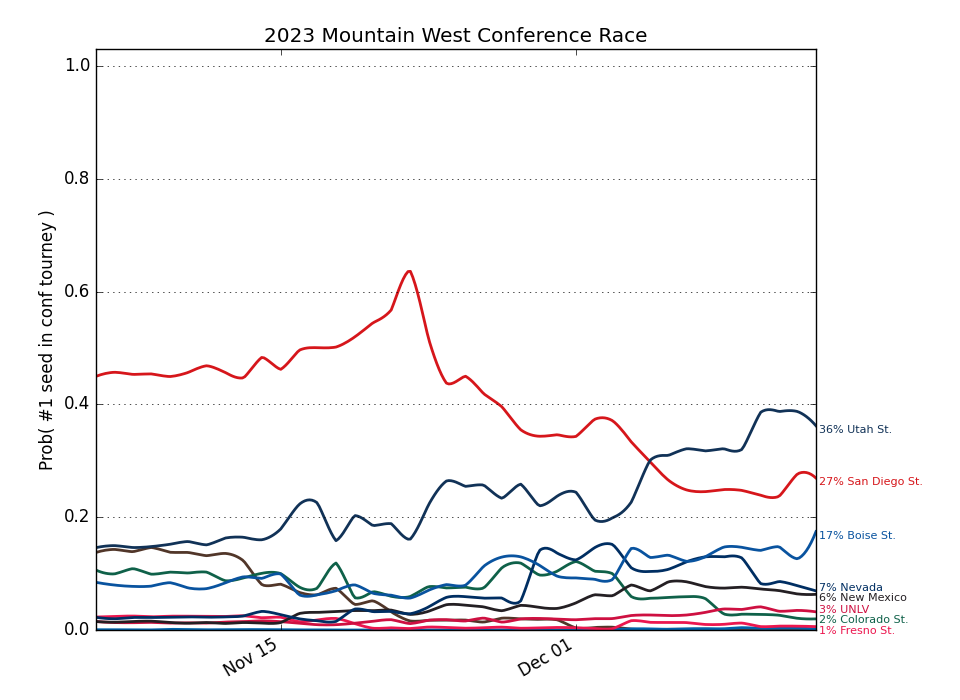 2023 Mountain West Conference Race
Prob( #1 seed in conf tourney )
1.0
0.8
0.6
0.4
0.2
0.0
Nov 15
Dec 01
36% Utah St.
27% San Diego St.
17% Boise St.
7% Nevada
6% New Mexico
3% UNLV
2% Colorado St.
1% Fresno St.